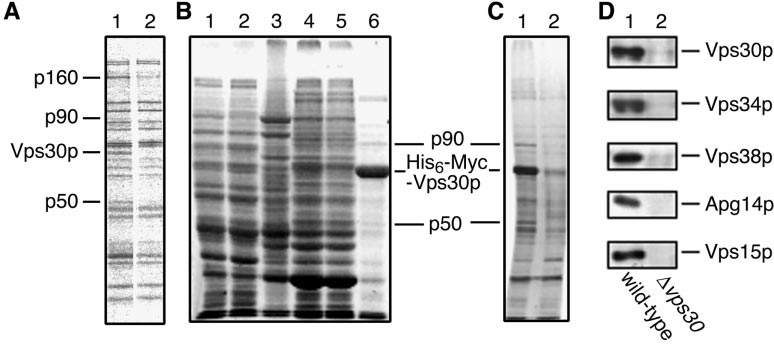 A
1 2
p160
p90
Vps30p
p50
B
1 2 3 4 5 6
p90
His6-Myc
-Vps30p
p50
C
1 2
D
1 2
Vps30p
Vps34p
Vps38p
Apg14p
Vps15p
wild-type
Δvps30